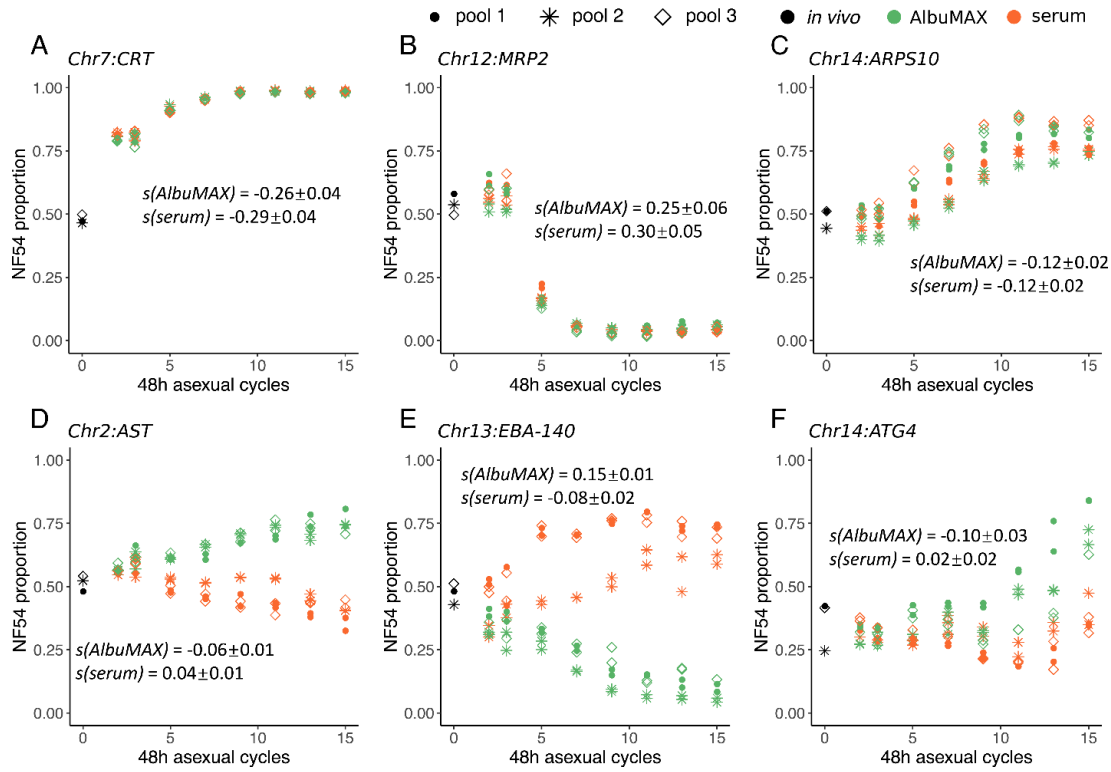 pool 1 pool 2 pool 3 in vivo AlbuMAX serum
A Chr7:CRT
NF54 proportion
1.00
0.75
0.50
0.25
0.00
s(AlbuMAX) = -0.26±0.04
s(serum) = -0.29±0.04
0 5 10 15
48h asexual cycles
B Chr12:MRP2
NF54 proportion
1.00
0.75
0.50
0.25
0.00
s(AlbuMAX) = 0.25±0.06
s(serum) = 0.30±0.05
0 5 10 15
48h asexual cycles
C Chr14:ARPS10
NF54 proportion
1.00
0.75
0.50
0.25
0.00
s(AlbuMAX) = -0.12±0.02
s(serum) = -0.12±0.02
0 5 10 15
48h asexual cycles
D Chr2:AST
NF54 proportion
1.00
0.75
0.50
0.25
0.00
s(AlbuMAX) = -0.06±0.01
s(serum) = 0.04±0.01
0 5 10 15
48h asexual cycles
E Chr13:EBA-140
NF54 proportion
1.00
0.75
0.50
0.25
0.00
s(AlbuMAX) = 0.15±0.01
s(serum) = -0.08±0.02
0 5 10 15
48h asexual cycles
F Chr14:ATG4
NF54 proportion
1.00
0.75
0.50
0.25
0.00
s(AlbuMAX) = -0.10±0.03
s(serum) = 0.02±0.02
0 5 10 15
48h asexual cycles